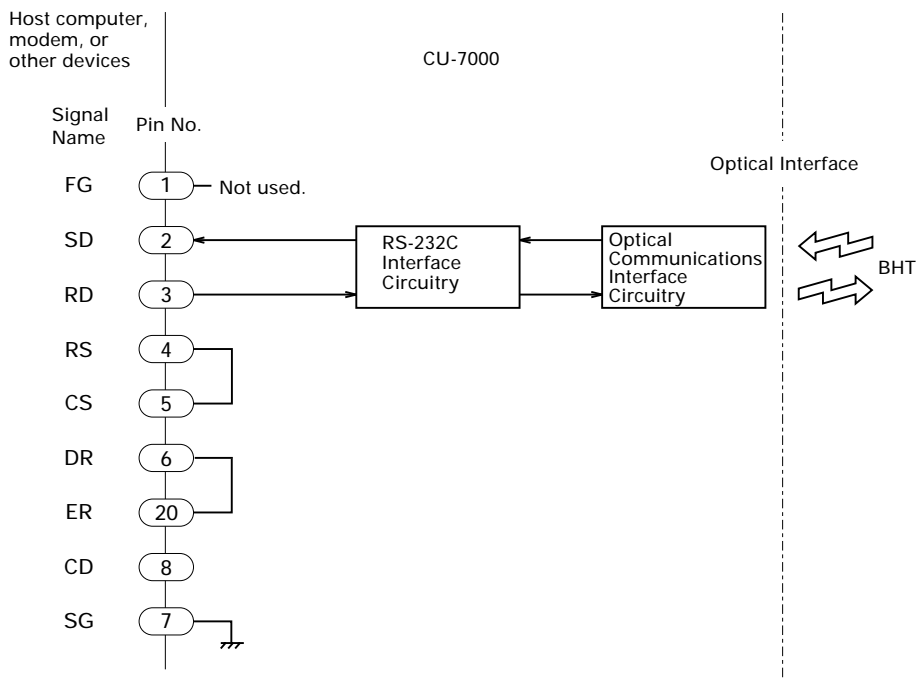 Host computer,
modem, or
other devices
CU-7000
Signal
Name
Pin No.
Optical Interface
FG 1 Not used.
SD 2
RS-232C
Interface
Circuitry
Optical
Communications
Interface
Circuitry
BHT
RD 3
RS 4
CS 5
DR 6
ER 20
CD 8
SG 7